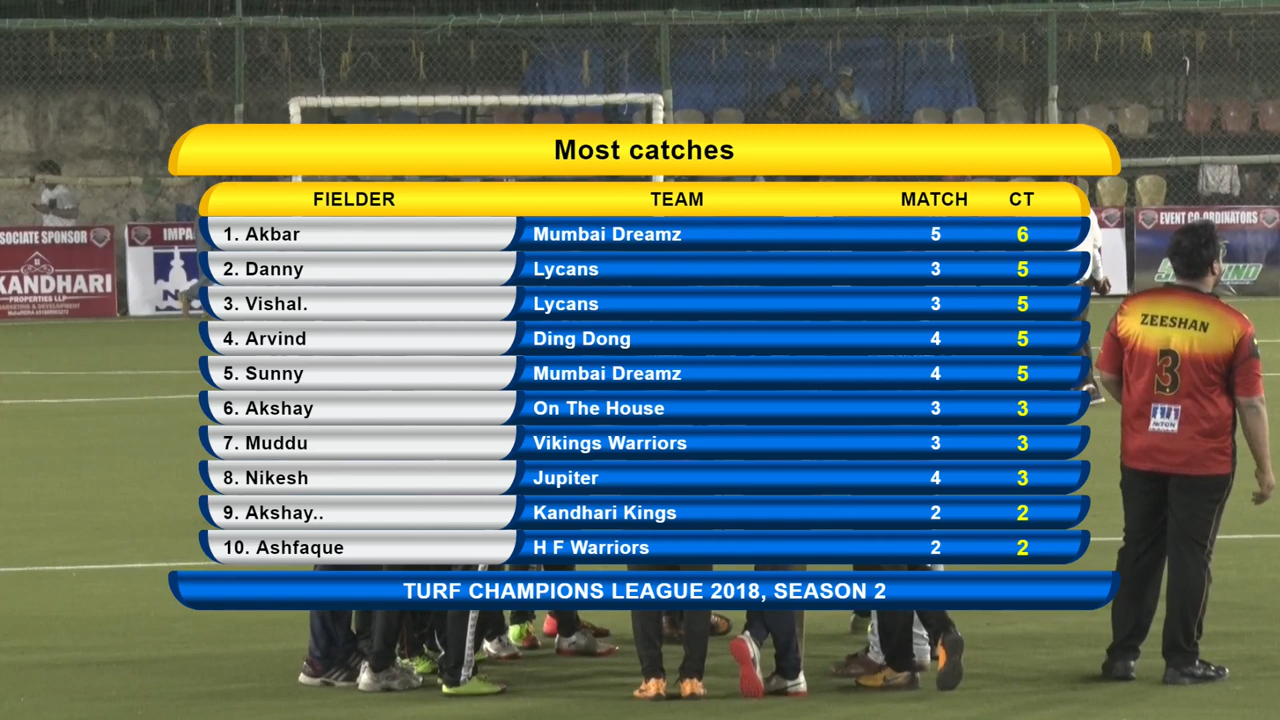 Most catches
FIELDER TEAM MATCH CT
1. Akbar Mumbai Dreamz 5 6
2. Danny Lycans 3 5
3. Vishal. Lycans 3 5
4. Arvind Ding Dong 4 5
5. Sunny Mumbai Dreamz 4 5
6. Akshay On The House 3 3
7. Muddu Vikings Warriors 3 3
8. Nikesh Jupiter 4 3
9. Akshay.. Kandhari Kings 2 2
10. Ashfaque H F Warriors 2 2
TURF CHAMPIONS LEAGUE 2018, SEASON 2
SOCIATE SPONSOR
KANDHARI
PROPERTIES LLP
MARKETING & DEVELOPMENT
IMPA
EVENT CO-ORDINATORS
ZEESHAN
3